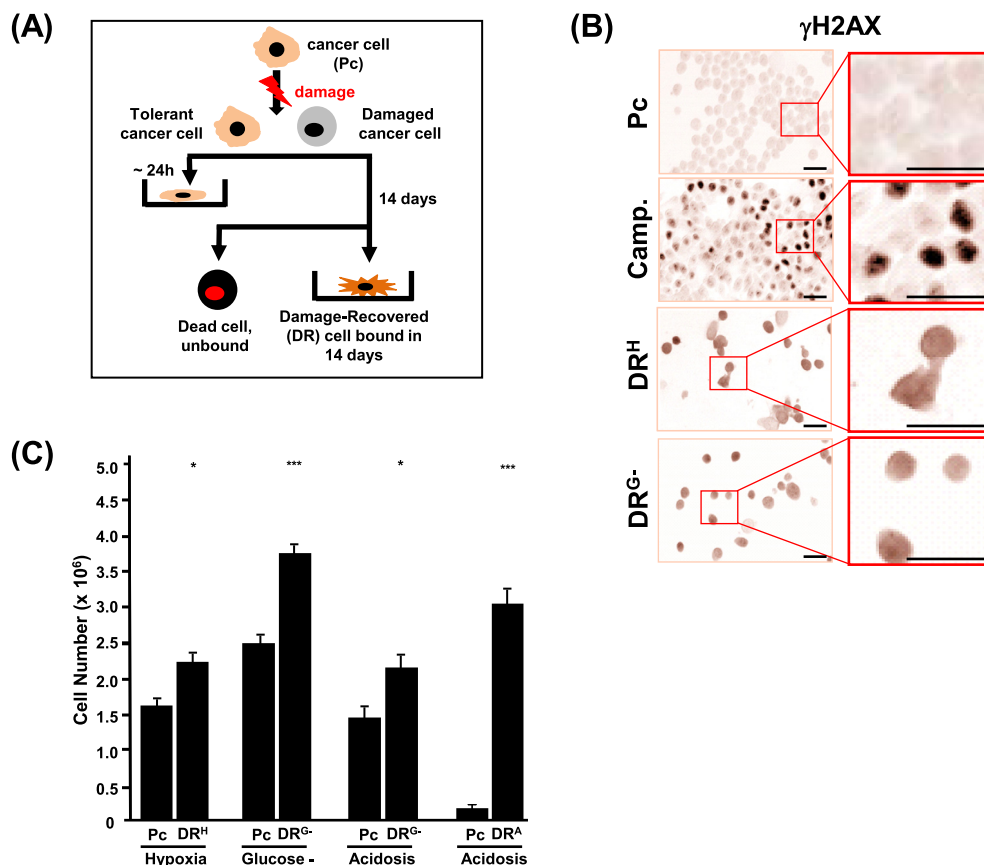 (A)
cancer cell
(Pc)
damage
Tolerant
cancer cell
Damaged
cancer cell
~ 24h
14 days
Dead cell,
unbound
Damage-Recovered
(DR) cell bound in
14 days
(B)
γH2AX
Pc
Camp.
DRᴴ
DRᴳ⁻
(C)
Cell Number (x 10⁶)
5.0
4.5
4.0
3.5
3.0
2.5
2.0
1.5
1.0
0.5
0
* *** * ***
Pc DRᴴ Pc DRᴳ⁻ Pc DRᴳ⁻ Pc DRᴬ
Hypoxia Glucose - Acidosis Acidosis